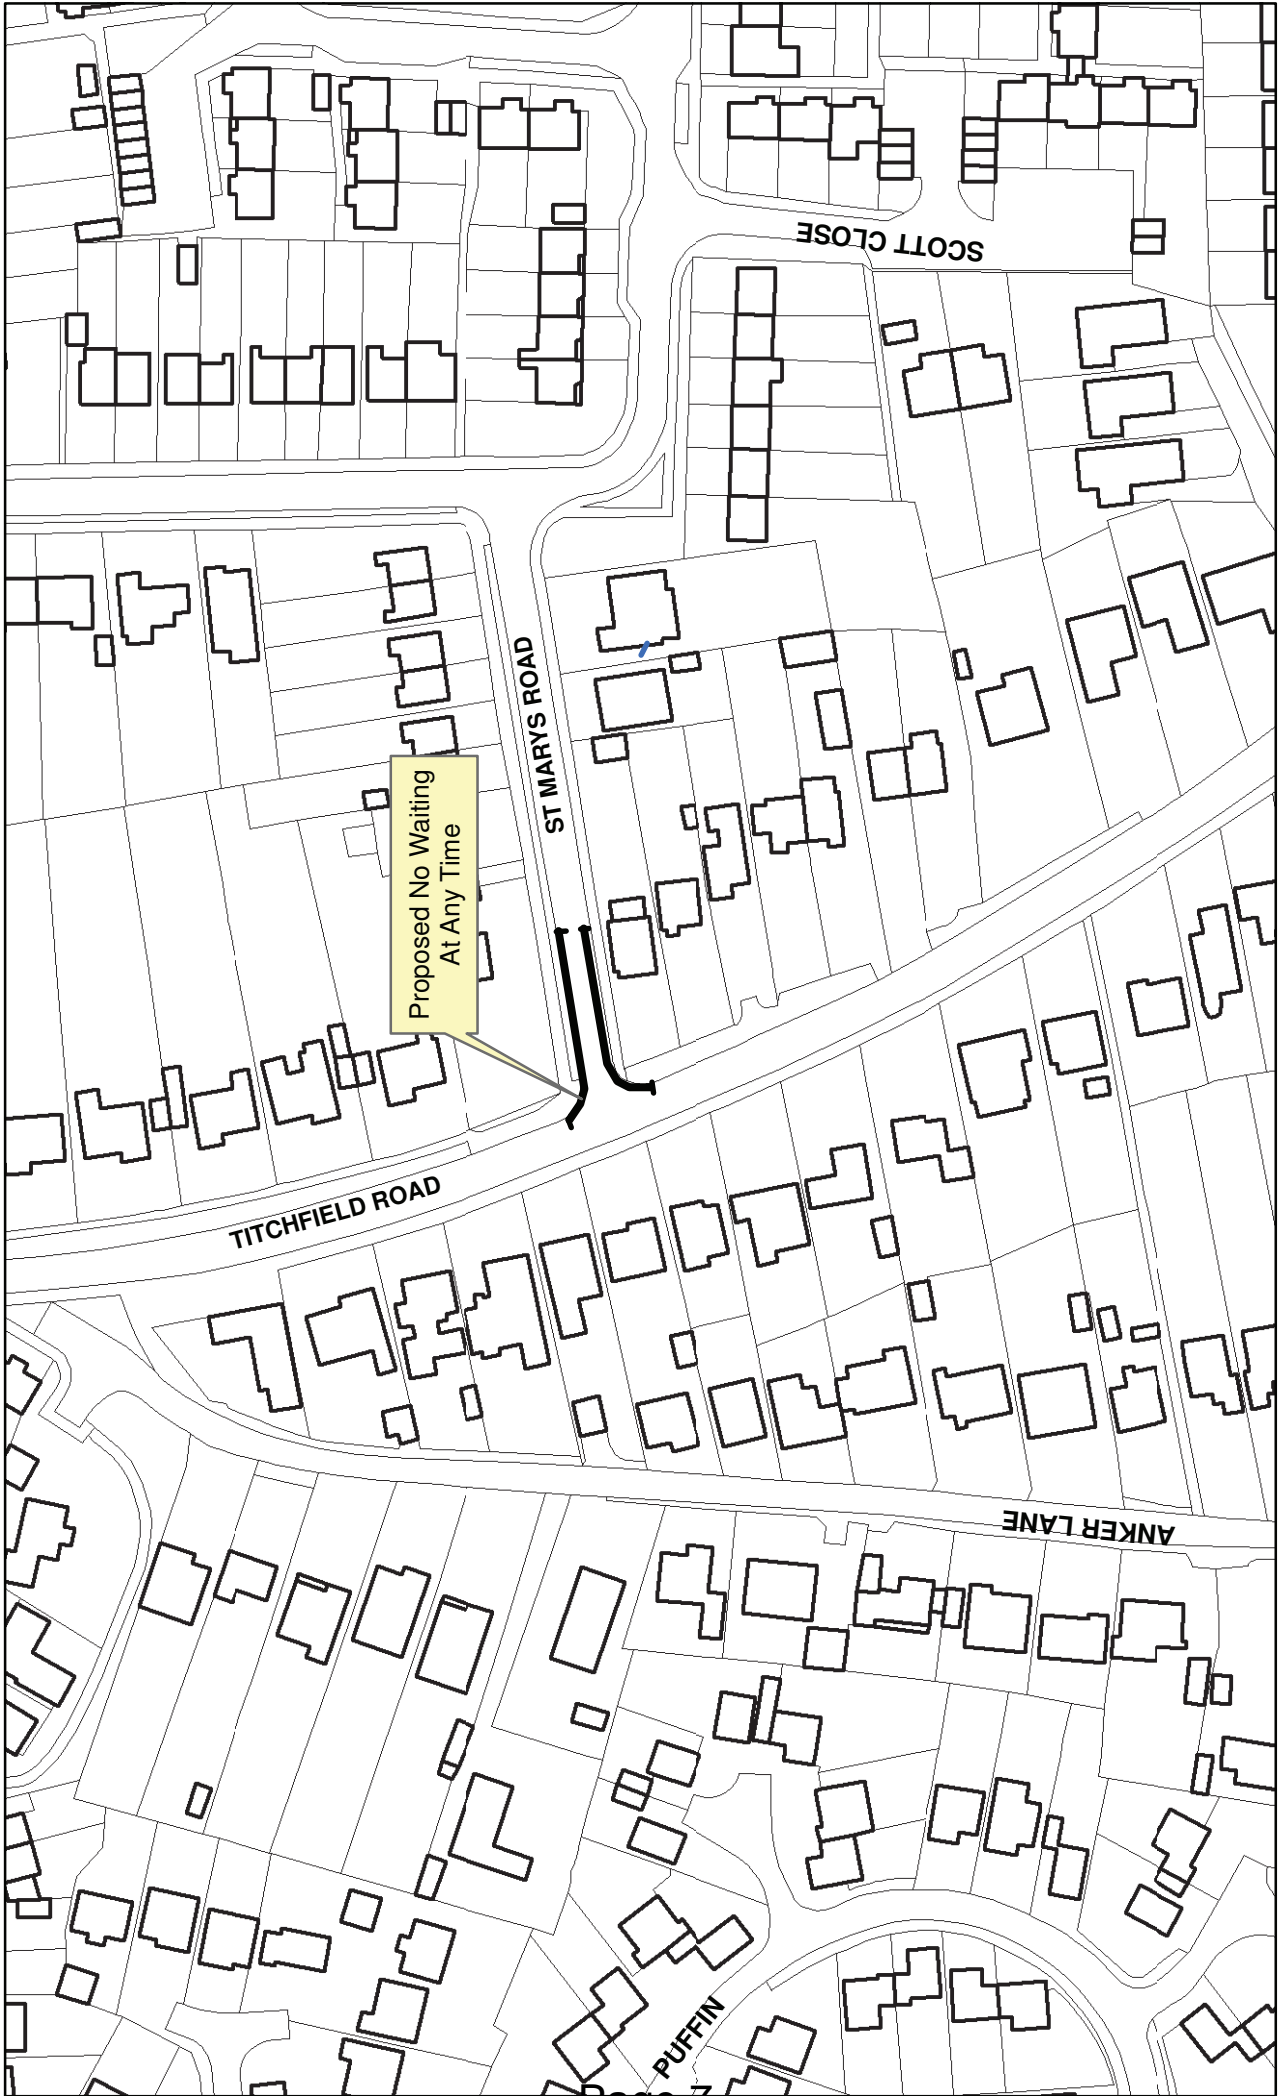 SCOTT CLOSE
ST MARYS ROAD
Proposed No Waiting
At Any Time
TITCHFIELD ROAD
ANKER LANE
PUFFIN